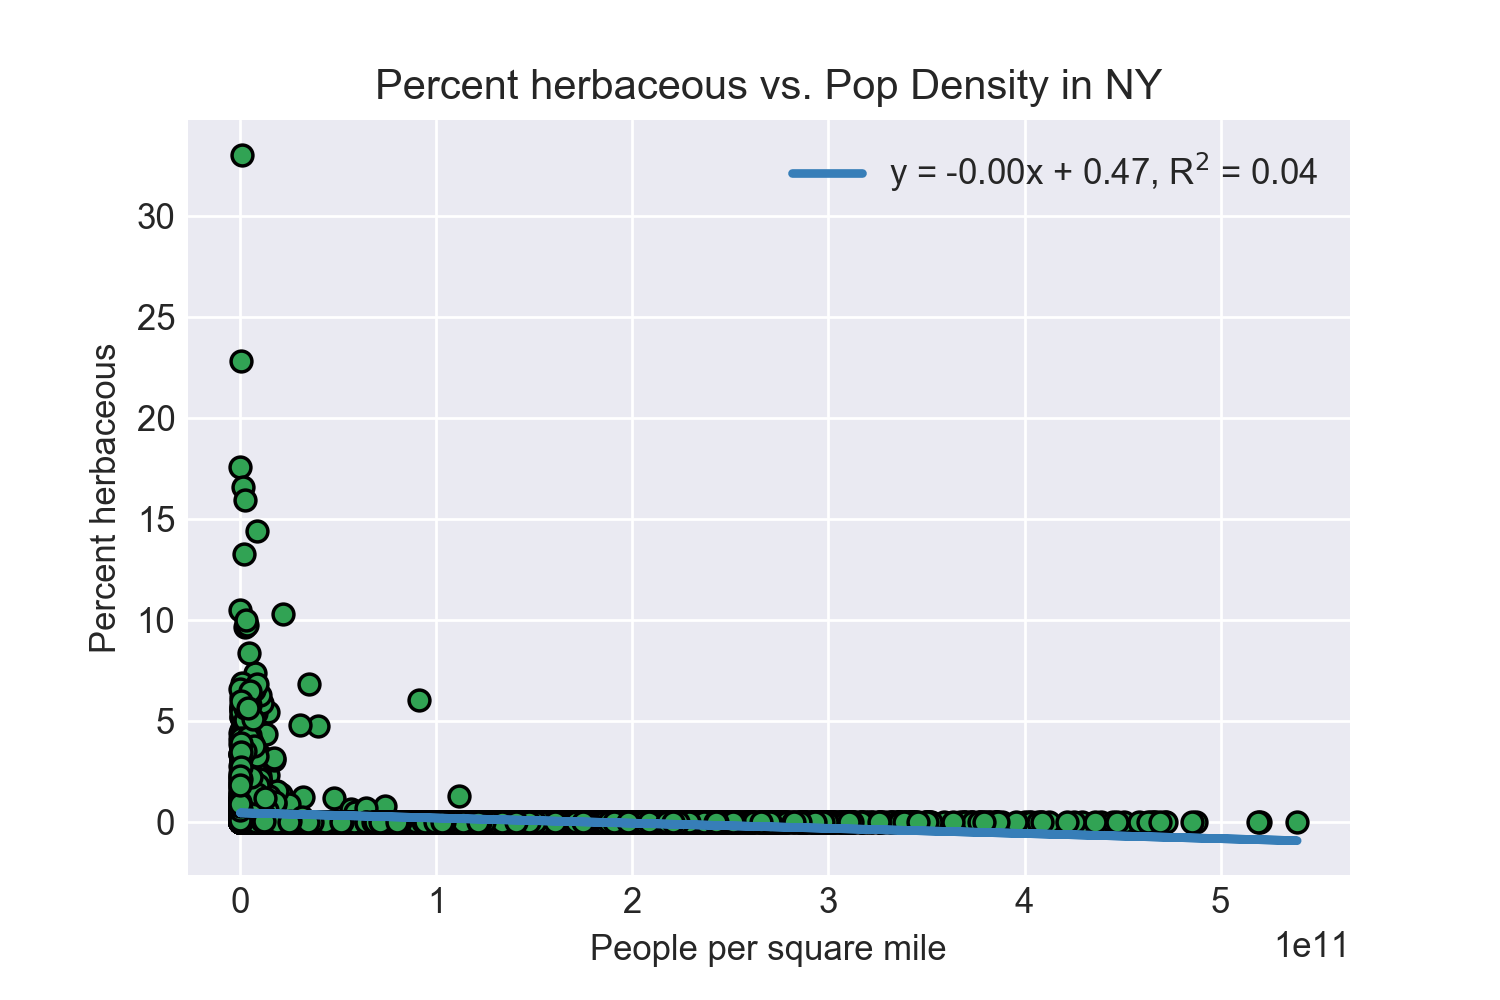 Percent herbaceous vs. Pop Density in NY
y = -0.00x + 0.47, R² = 0.04
30
25
20
15
10
5
0
Percent herbaceous
0 1 2 3 4 5
1e11
People per square mile